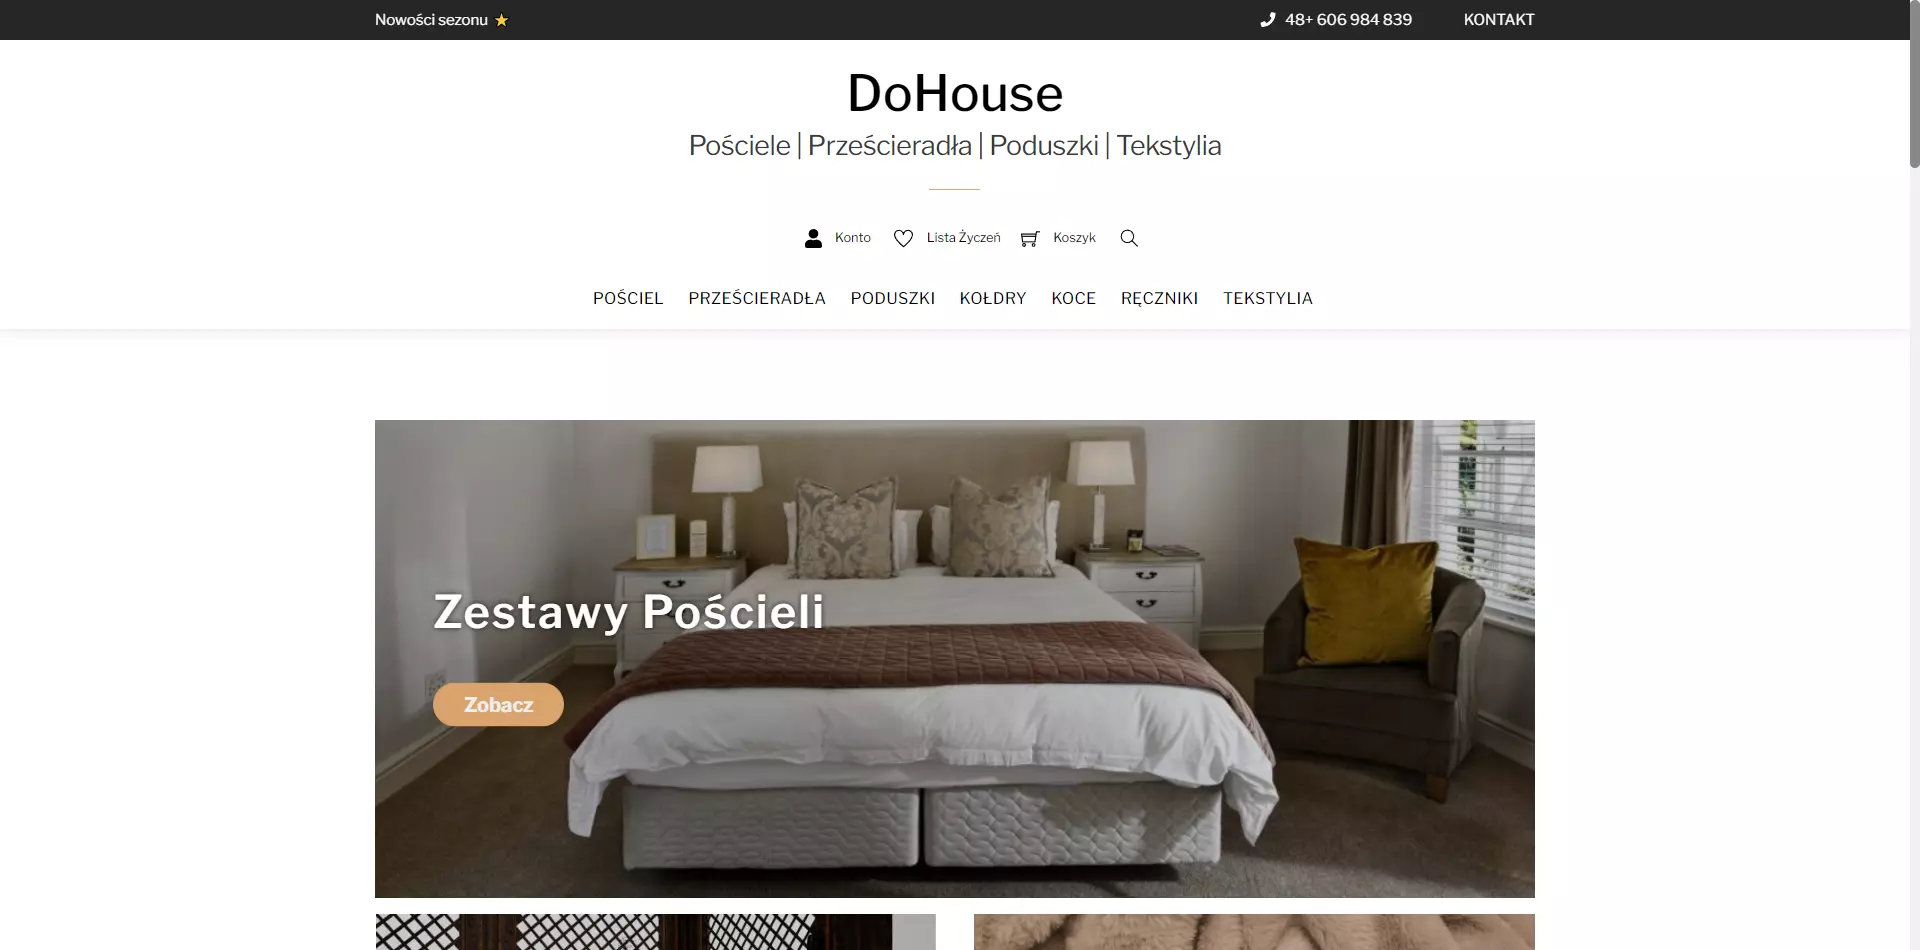 Nowości sezonu ⭐
48+ 606 984 839
KONTAKT
DoHouse
Pościele | Prześcieradła | Poduszki | Tekstylia
Konto
Lista Życzeń
Koszyk
POŚCIEL PRZEŚCIERADŁA PODUSZKI KOŁDRY KOCE RĘCZNIKI TEKSTYLIA
Zestawy Pościeli
Zobacz